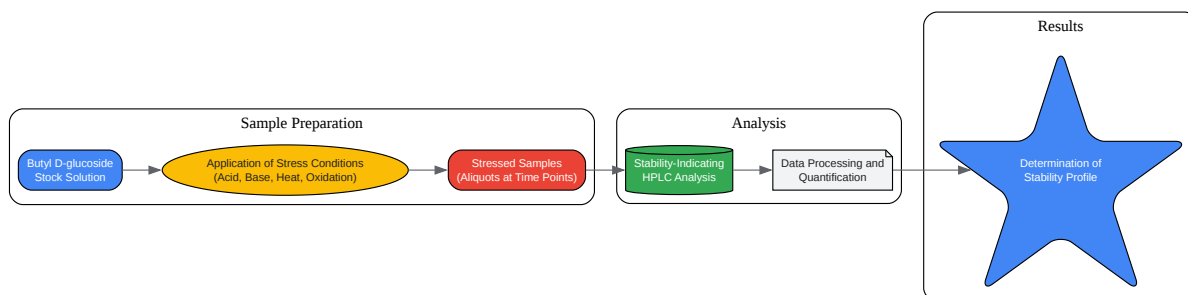 Sample Preparation
Butyl D-glucoside
Stock Solution
Application of Stress Conditions
(Acid, Base, Heat, Oxidation)
Stressed Samples
(Aliquots at Time Points)
Analysis
Stability-Indicating
HPLC Analysis
Data Processing and
Quantification
Results
Determination of
Stability Profile